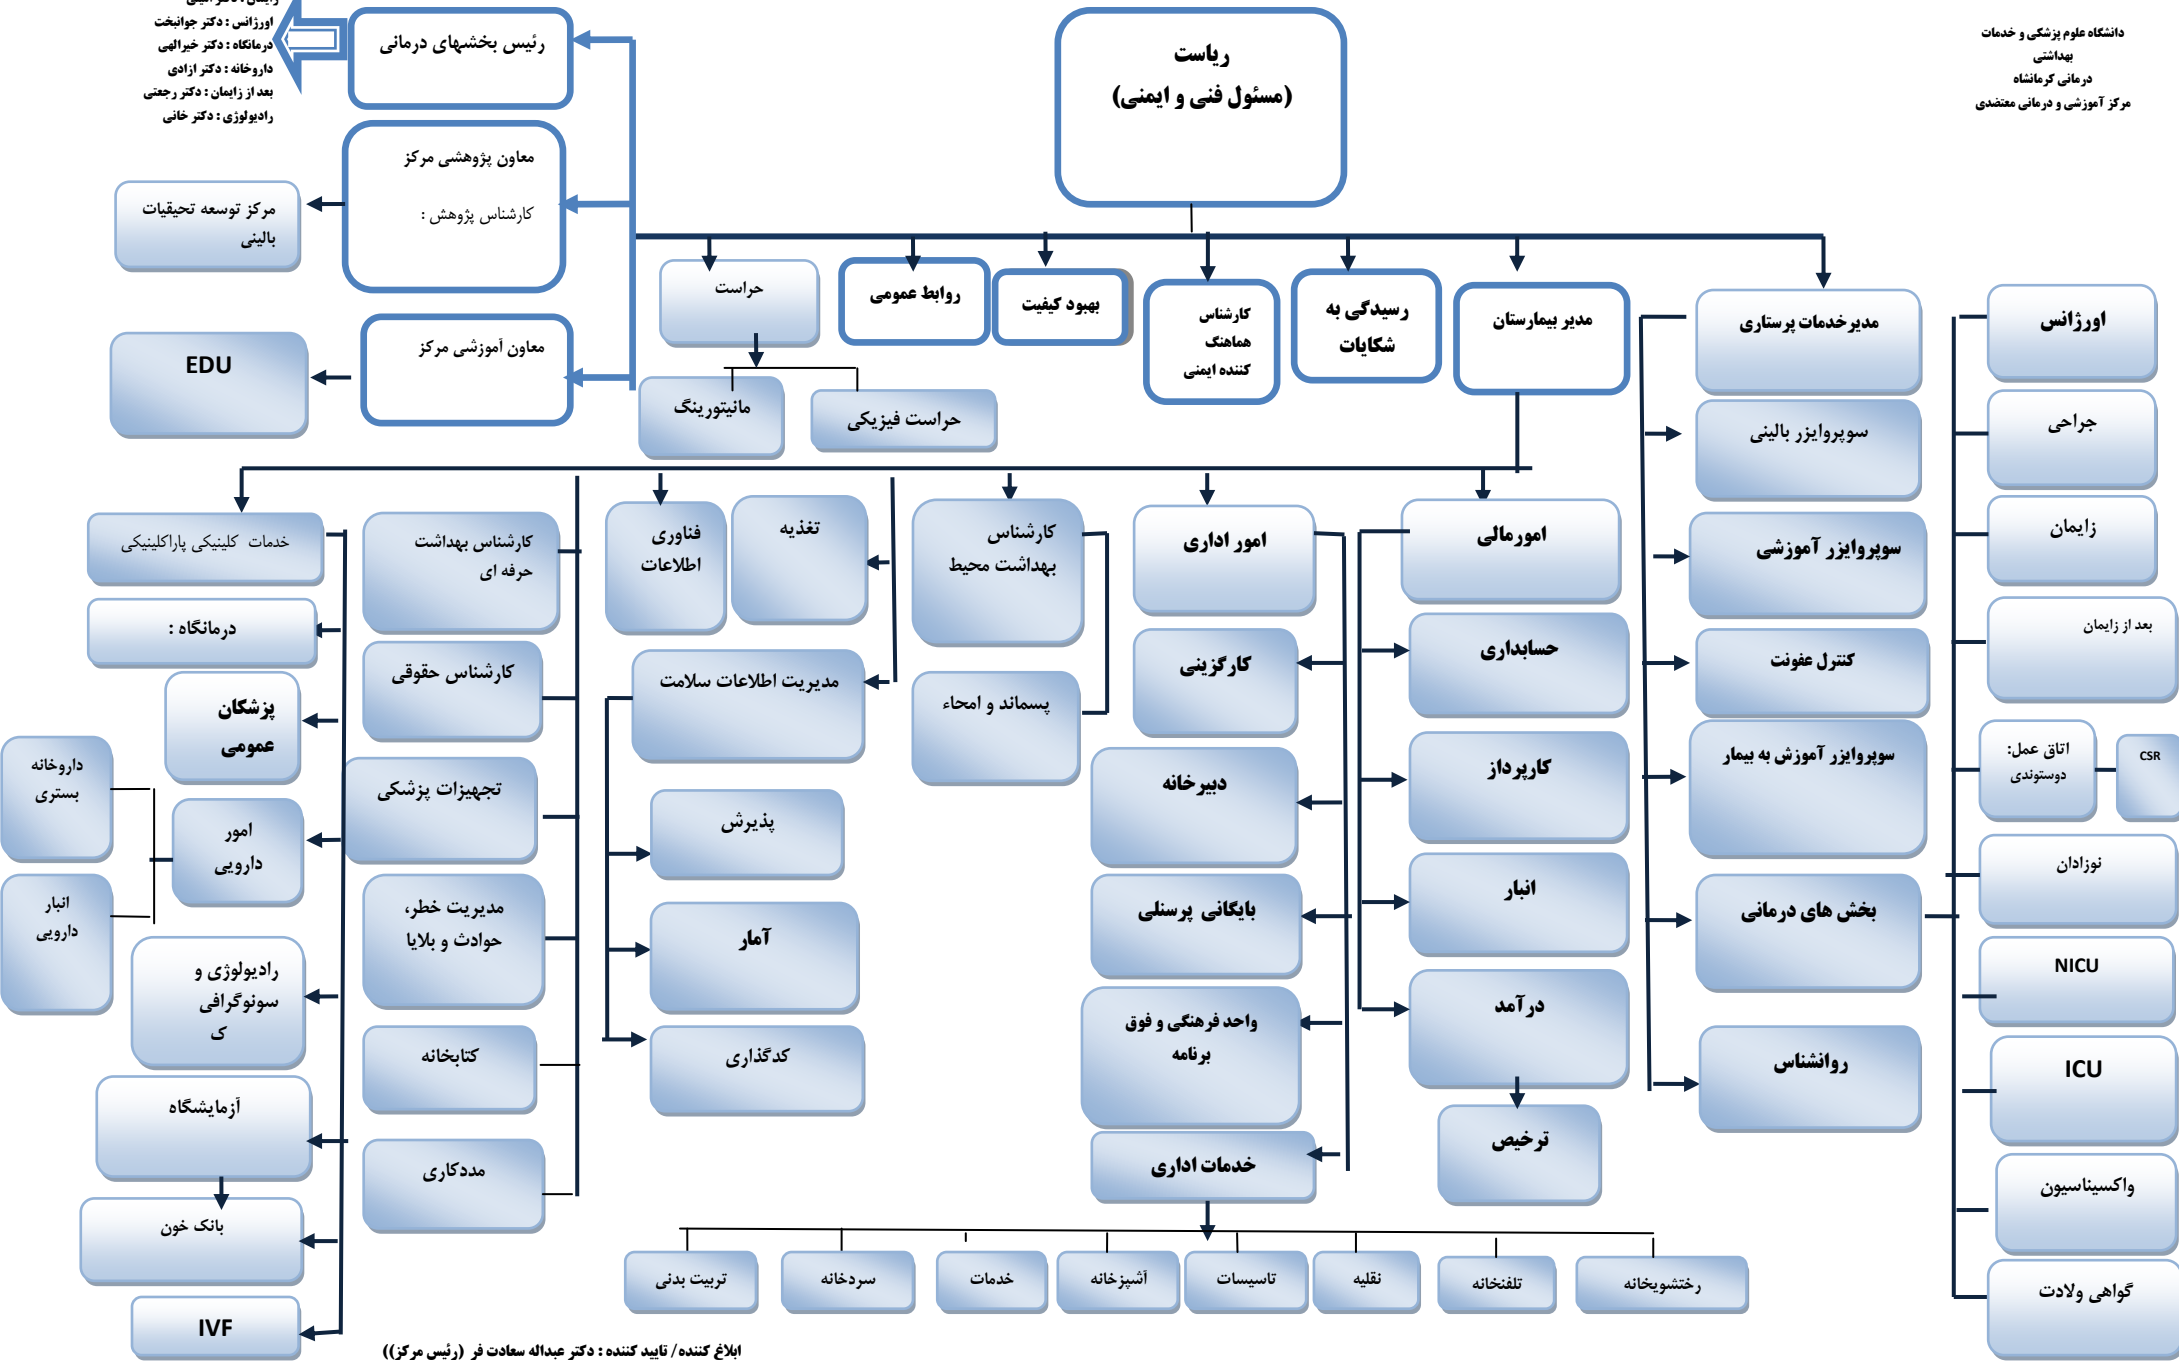 دانشگاه علوم پزشکی و خدمات
بهداشتی
درمانی کرمانشاه
مرکز آموزشی و درمانی معتضدی
ریاست
(مسئول فنی و ایمنی)
رئیس بخشهای درمانی
اورژانس : دکتر جوانبخت
درمانگاه : دکتر خیرالهی
داروخانه : دکتر ازادی
بعد از زایمان : دکتر رجعتی
رادیولوژی : دکتر خانی
معاون پژوهشی مرکز
کارشناس پژوهش :
مرکز توسعه تحیقیات
بالینی
معاون آموزشی مرکز
EDU
مدیرخدمات پرستاری
مدیر بیمارستان
رسیدگی به
شکایات
کارشناس
هماهنگ
کننده ایمنی
بهبود کیفیت
روابط عمومی
حراست
حراست فیزیکی
مانیتورینگ
اورژانس
جراحی
زایمان
بعد از زایمان
اتاق عمل:
دوستوندی
CSR
نوزادان
NICU
ICU
واکسیناسیون
گواهی ولادت
سوپروایزر بالینی
سوپروایزر آموزشی
کنترل عفونت
سوپروایزر آموزش به بیمار
بخش های درمانی
روانشناس
امورمالی
حسابداری
کارپرداز
انبار
درآمد
ترخیص
امور اداری
کارگزینی
دبیرخانه
بایگانی پرسنلی
واحد فرهنگی و فوق
برنامه
خدمات اداری
رختشویخانه
تلفنخانه
نقلیه
تاسیسات
آشپزخانه
خدمات
سردخانه
تربیت بدنی
کارشناس
بهداشت محیط
پسماند و امحاء
تغذیه
فناوری
اطلاعات
مدیریت اطلاعات سلامت
پذیرش
آمار
کدگذاری
کارشناس بهداشت
حرفه ای
کارشناس حقوقی
تجهیزات پزشکی
مدیریت خطر،
حوادث و بلایا
کتابخانه
مددکاری
خدمات کلینیکی پاراکلینیکی
درمانگاه :
پزشکان
عمومی
امور
دارویی
داروخانه
بستری
انبار
دارویی
رادیولوژی و
سونوگرافی
ک
آزمایشگاه
بانک خون
IVF
ابلاغ کننده/ تایید کننده : دکتر عبداله سعادت فر (رئیس مرکز))